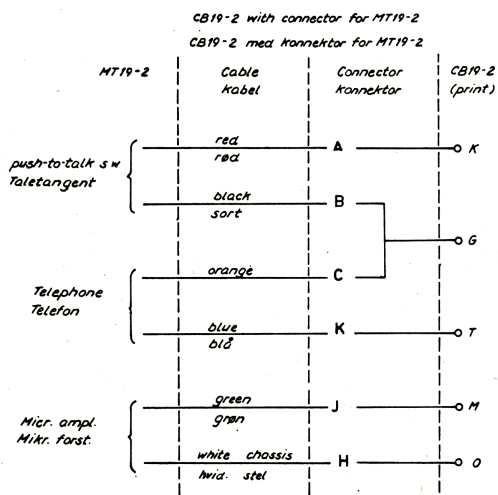 CB19-2 with connector for MT19-2
CB19-2 med konnektor for MT19-2
MT19-2 Cable Connector CB19-2
kabel konnektor (print)
red
push-to-talk sw A K
rød
Taletangent
black
B
sort
G
orange
Telephone C
Telefon
blue
K T
blå
green
Micr. ampl. J M
grøn
Mikr. forst.
white chassis
H O
hvid. stel